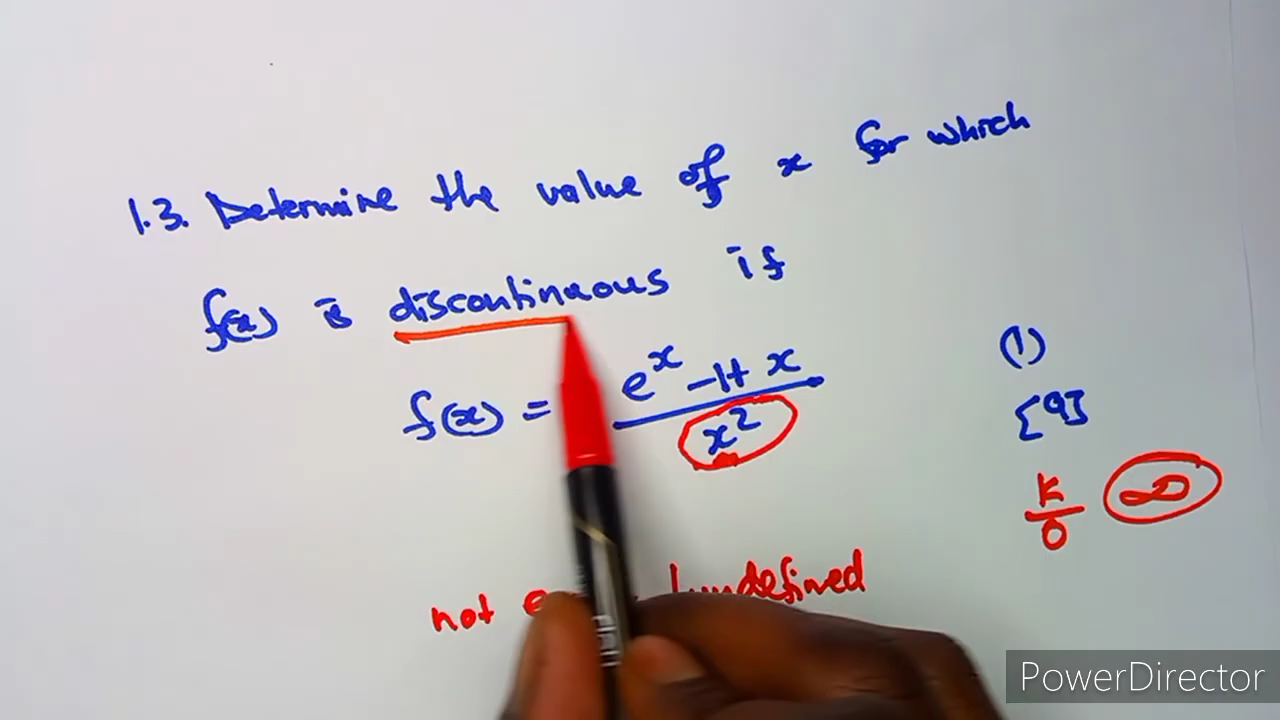 1.3. Determine the value of x for which
f(x) is discontinuous if
f(x) = e^x -1+ x / x^2
(1)
[9]
K/0 ∞
not undefined
PowerDirector